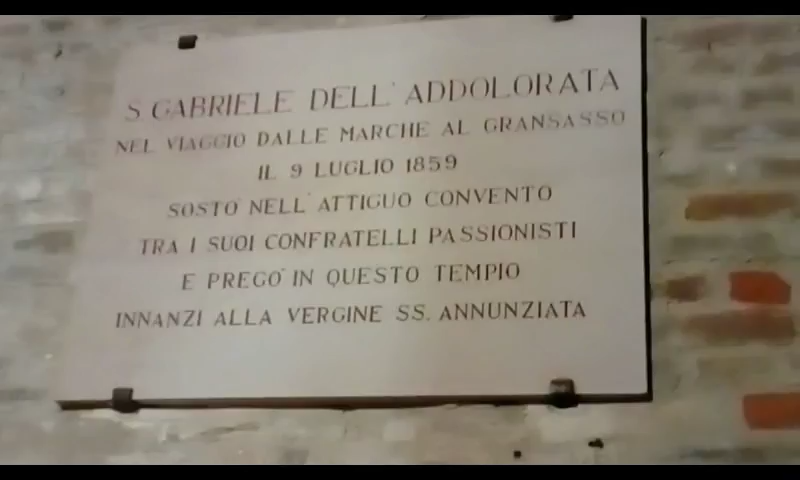 S. GABRIELE DELL' ADDOLORATA
NEL VIAGGIO DALLE MARCHE AL GRANSASSO
IL 9 LUGLIO 1859
SOSTO' NELL' ATTIGUO CONVENTO
TRA I SUOI CONFRATELLI PASSIONISTI
E PREGO' IN QUESTO TEMPIO
INNANZI ALLA VERGINE SS. ANNUNZIATA